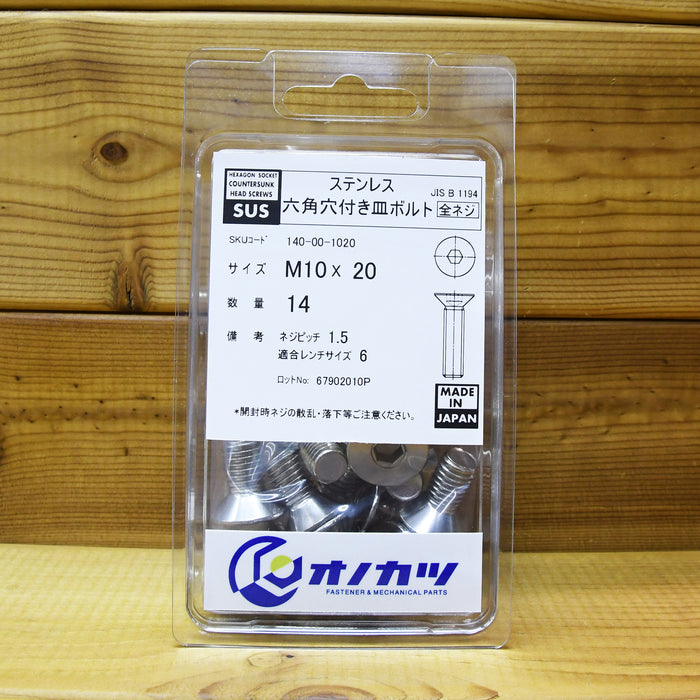 HEXAGON SOCKET
COUNTERSUNK
HEAD SCREWS
SUS
ステンレス
JIS B 1194
六角穴付き皿ボルト 全ネジ
SKUコード 140-00-1020
サイズ M10 x 20
数量 14
備考 ネジピッチ 1.5
適合レンチサイズ 6
ロットNo: 67902010P
MADE
IN
JAPAN
*開封時ネジの散乱・落下等ご注意ください。
オノカツ
FASTENER & MECHANICAL PARTS